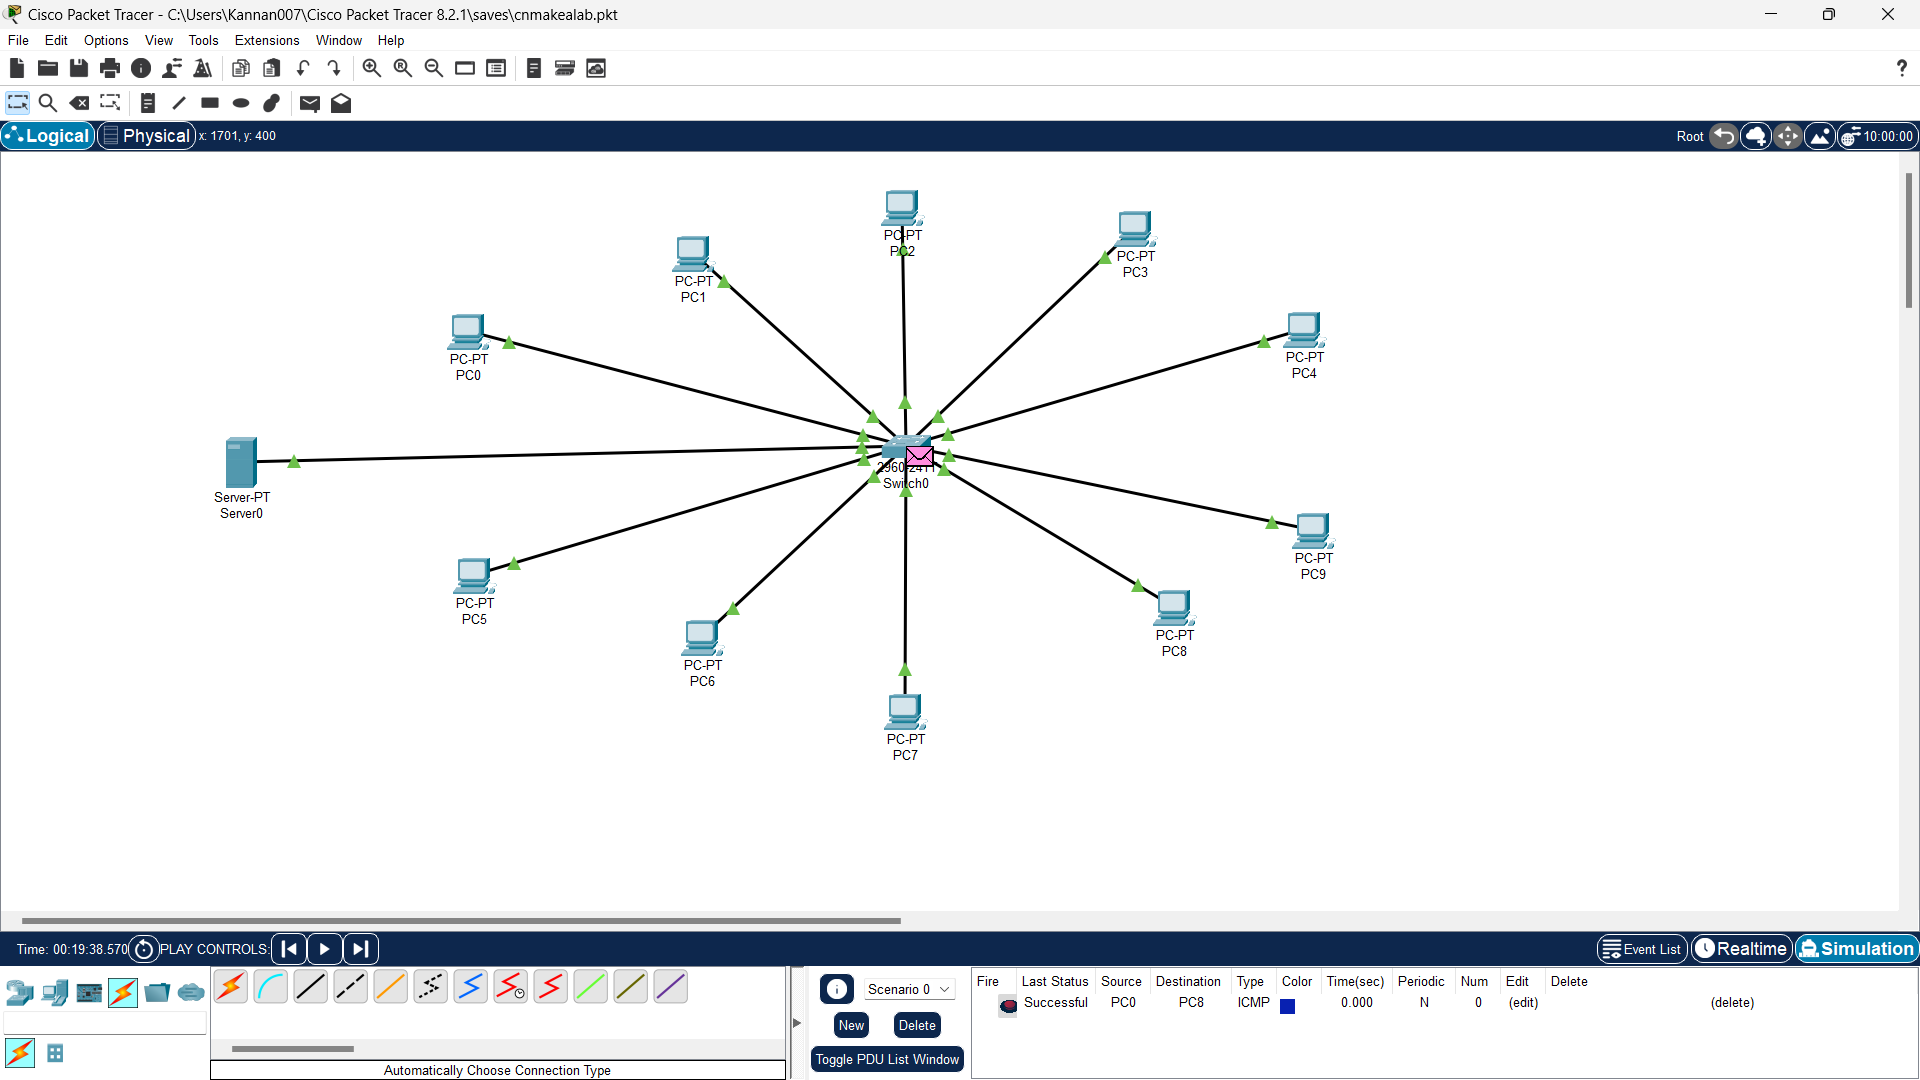 Cisco Packet Tracer - C:\Users\Kannan007\Cisco Packet Tracer 8.2.1\saves\cnmakealab.pkt
File Edit Options View Tools Extensions Window Help
Logical Physical x: 1701, y: 400 Root 10:00:00
PC-PT
PC2
PC-PT
PC3
PC-PT
PC1
PC-PT
PC0
PC-PT
PC4
Switch0
Server-PT
Server0
PC-PT
PC9
PC-PT
PC5
PC-PT
PC8
PC-PT
PC6
PC-PT
PC7
Time: 00:19:38.570 PLAY CONTROLS: Event List Realtime Simulation
Scenario 0
New Delete
Toggle PDU List Window
Automatically Choose Connection Type
Fire Last Status Source Destination Type Color Time(sec) Periodic Num Edit Delete
Successful PC0 PC8 ICMP 0.000 N 0 (edit) (delete)